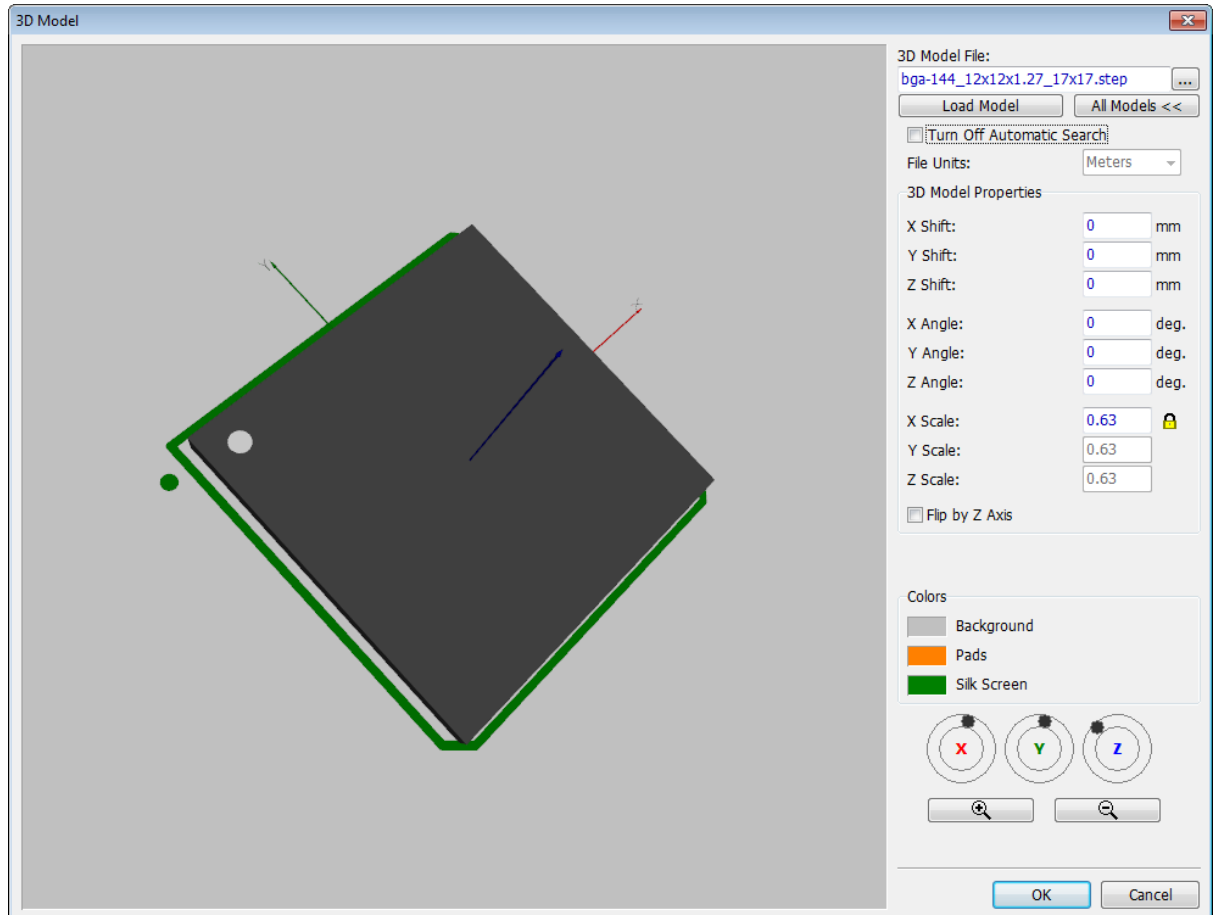 3D Model
3D Model File:
bga-144_12x12x1.27_17x17.step ...
Load Model All Models <<
Turn Off Automatic Search
File Units: Meters
3D Model Properties
X Shift: 0 mm
Y Shift: 0 mm
Z Shift: 0 mm
X Angle: 0 deg.
Y Angle: 0 deg.
Z Angle: 0 deg.
X Scale: 0.63
Y Scale: 0.63
Z Scale: 0.63
Flip by Z Axis
Colors
Background
Pads
Silk Screen
X Y Z
OK Cancel
Y
X